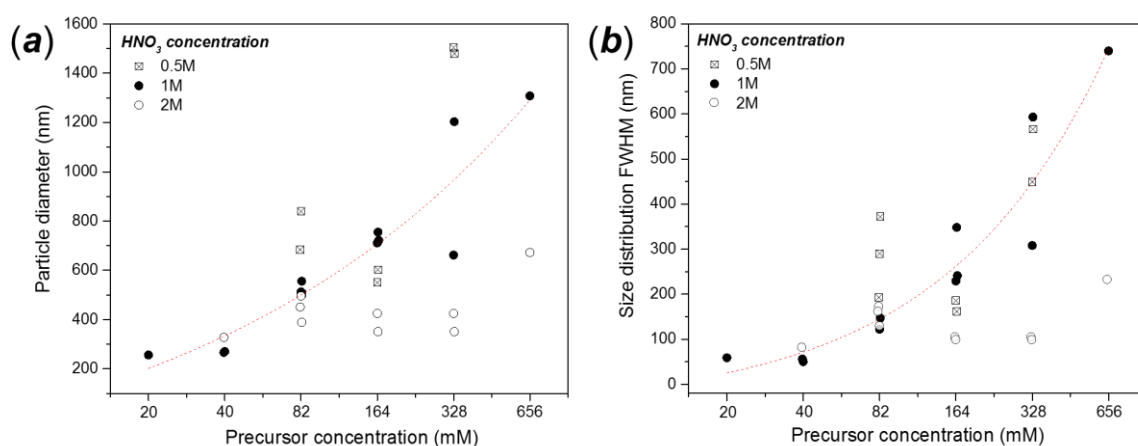 (a)
HNO3 concentration
0.5M
1M
2M
Particle diameter (nm)
1600
1400
1200
1000
800
600
400
200
20 40 82 164 328 656
Precursor concentration (mM)
(b)
HNO3 concentration
0.5M
1M
2M
Size distribution FWHM (nm)
800
700
600
500
400
300
200
100
0
20 40 82 164 328 656
Precursor concentration (mM)